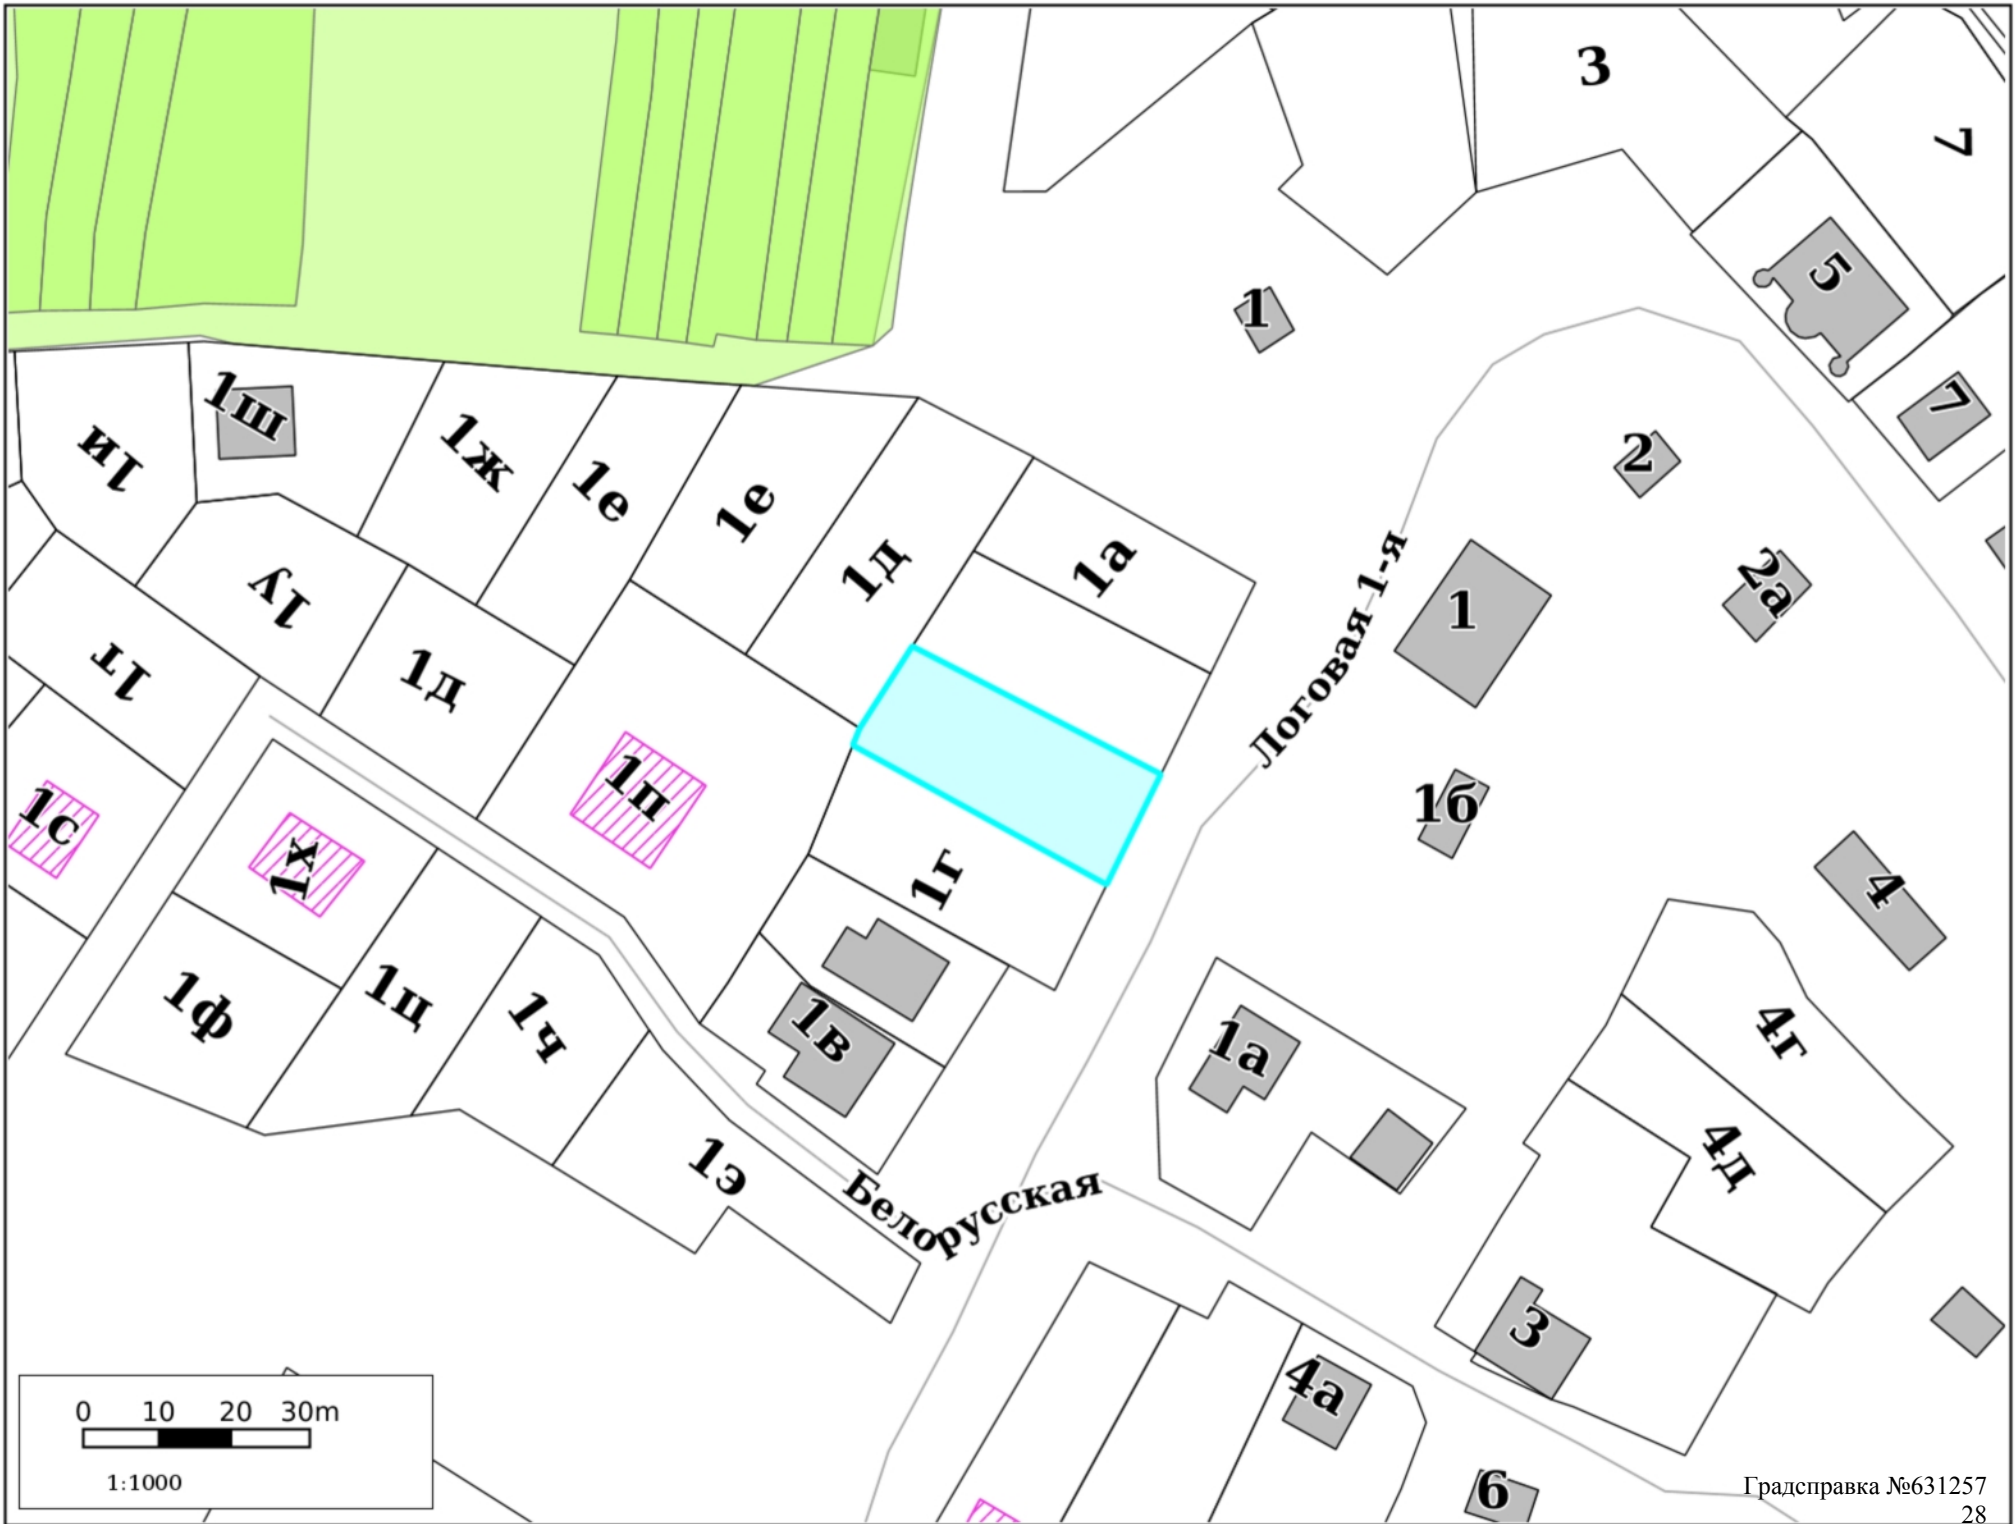 3
7
5
1
7
1ш
1и
1ж
1е
1е
2
1д
1а
1у
2а
1
Логовая 1-я
1т
1д
1п
1с
1х
1б
1г
4
1ф
1щ
1ч
1в
1а
4г
4д
1э
Белорусская
3
4а
6
0 10 20 30m
1:1000
Градсправка №631257
28